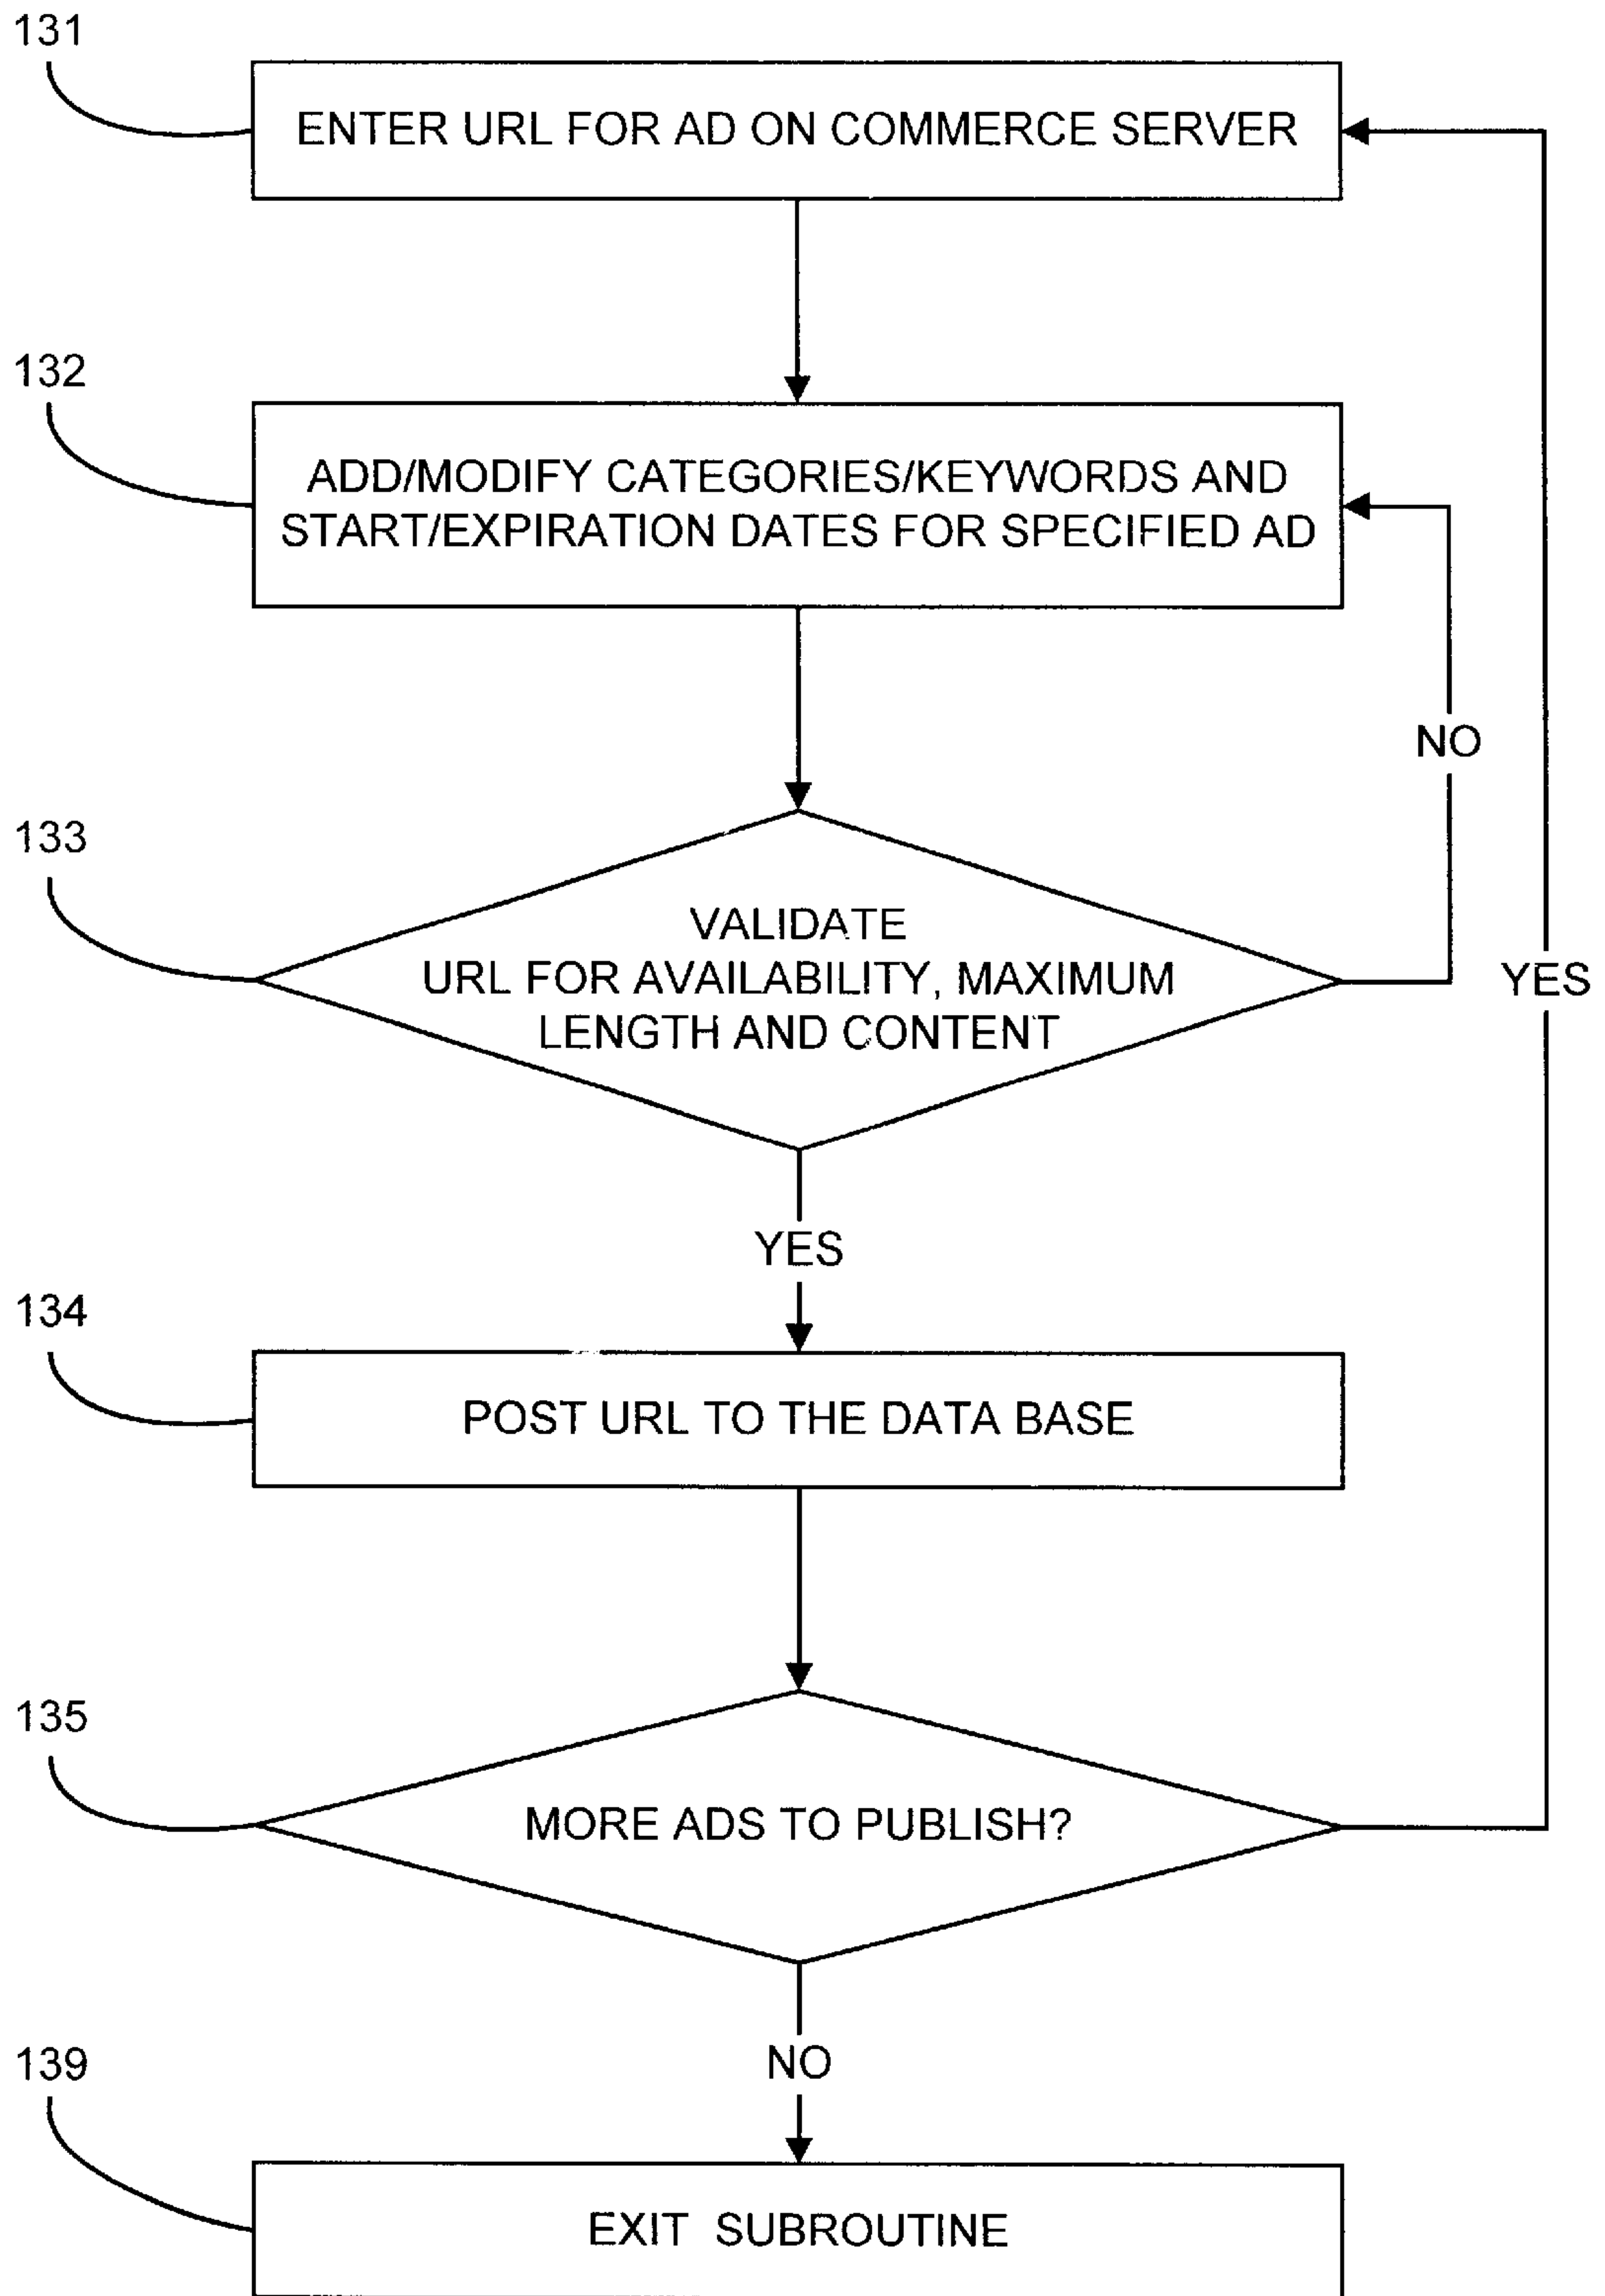 131
ENTER URL FOR AD ON COMMERCE SERVER
132
ADD/MODIFY CATEGORIES/KEYWORDS AND
START/EXPIRATION DATES FOR SPECIFIED AD
NO
133
VALIDATE
URL FOR AVAILABILITY, MAXIMUM
LENGTH AND CONTENT
YES
YES
134
POST URL TO THE DATA BASE
135
MORE ADS TO PUBLISH?
NO
139
EXIT SUBROUTINE